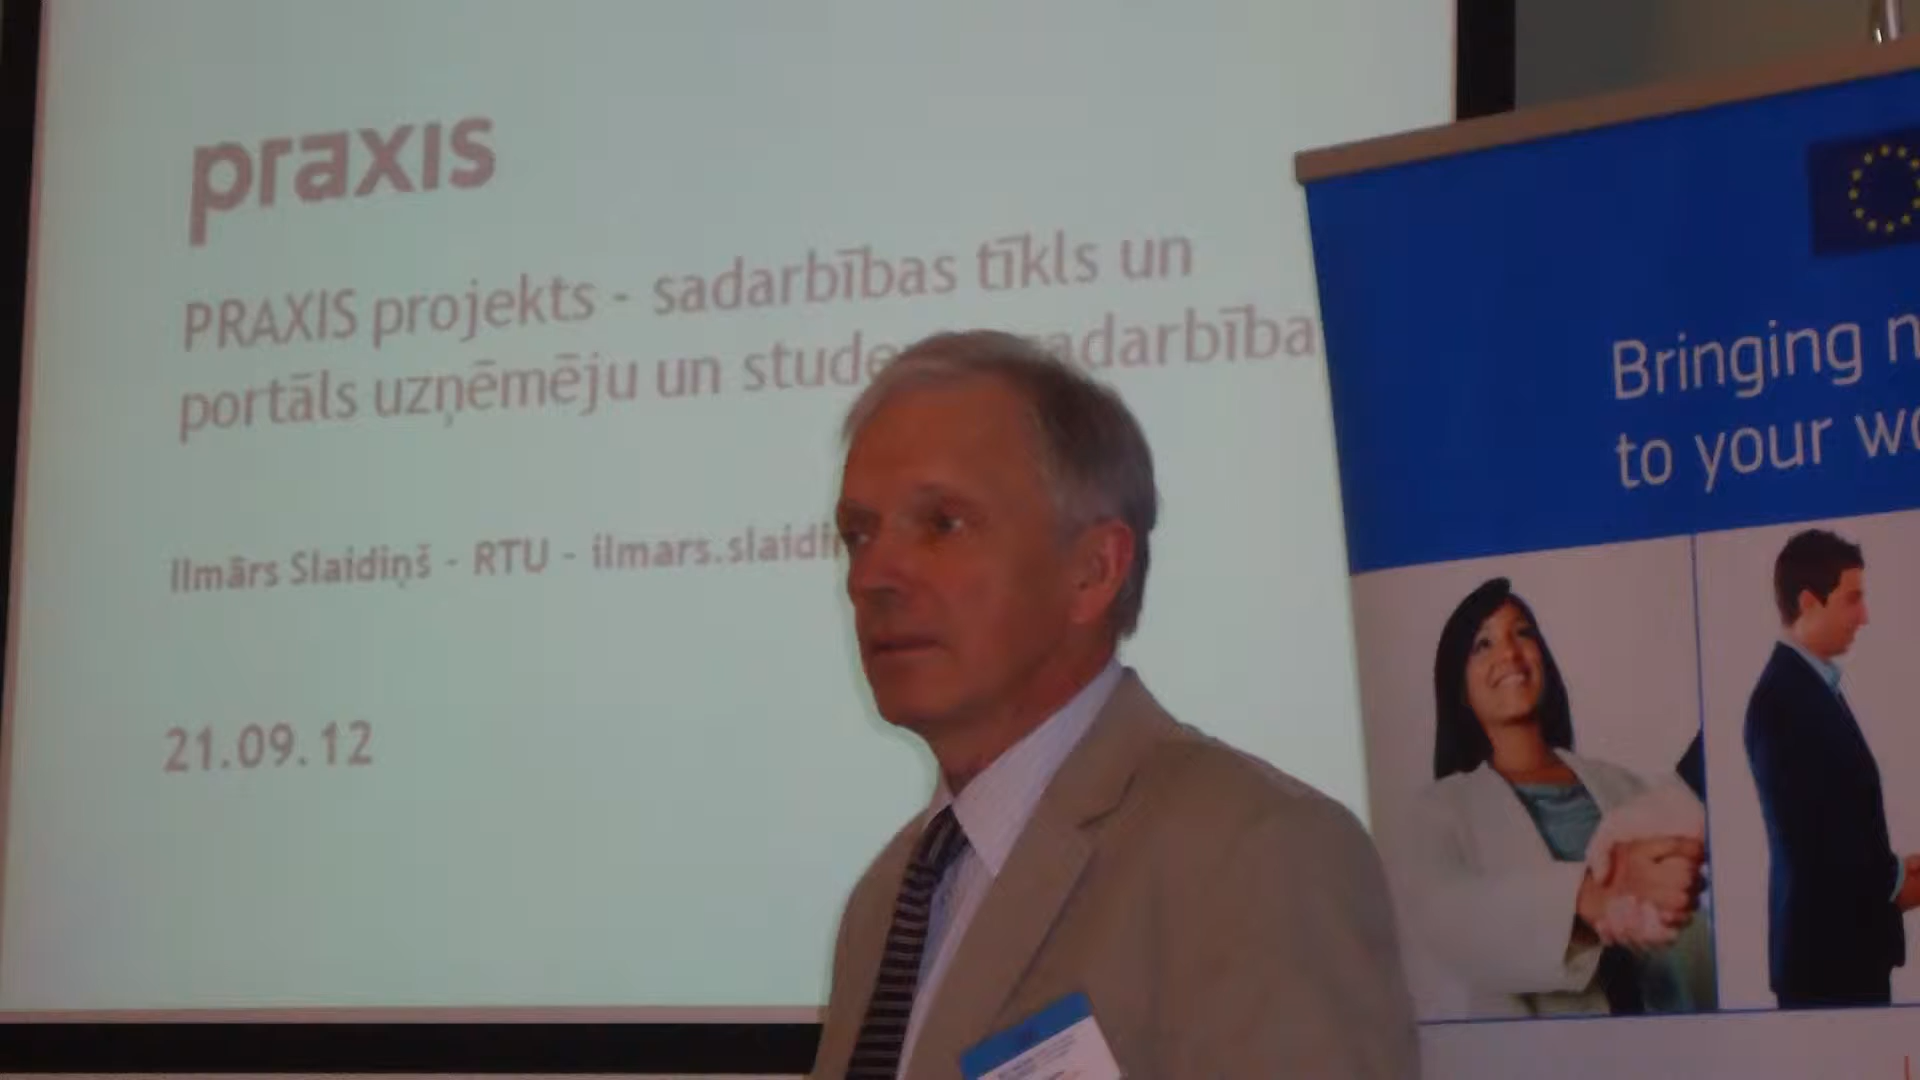 praxis
PRAXIS projekts - sadarbības tīkls un
portāls uzņēmēju un stude adarbība
Ilmārs Slaidiņš - RTU - ilmars.slaidi
21.09.12
Bringing n
to your wo